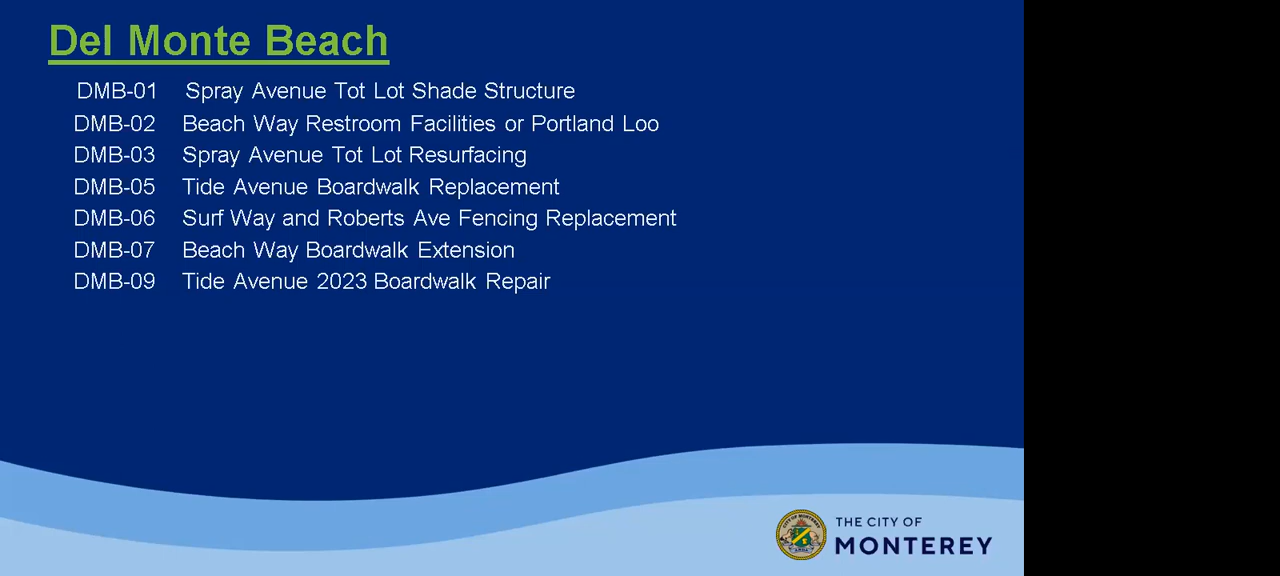 Del Monte Beach
DMB-01 Spray Avenue Tot Lot Shade Structure
DMB-02 Beach Way Restroom Facilities or Portland Loo
DMB-03 Spray Avenue Tot Lot Resurfacing
DMB-05 Tide Avenue Boardwalk Replacement
DMB-06 Surf Way and Roberts Ave Fencing Replacement
DMB-07 Beach Way Boardwalk Extension
DMB-09 Tide Avenue 2023 Boardwalk Repair
THE CITY OF
MONTEREY